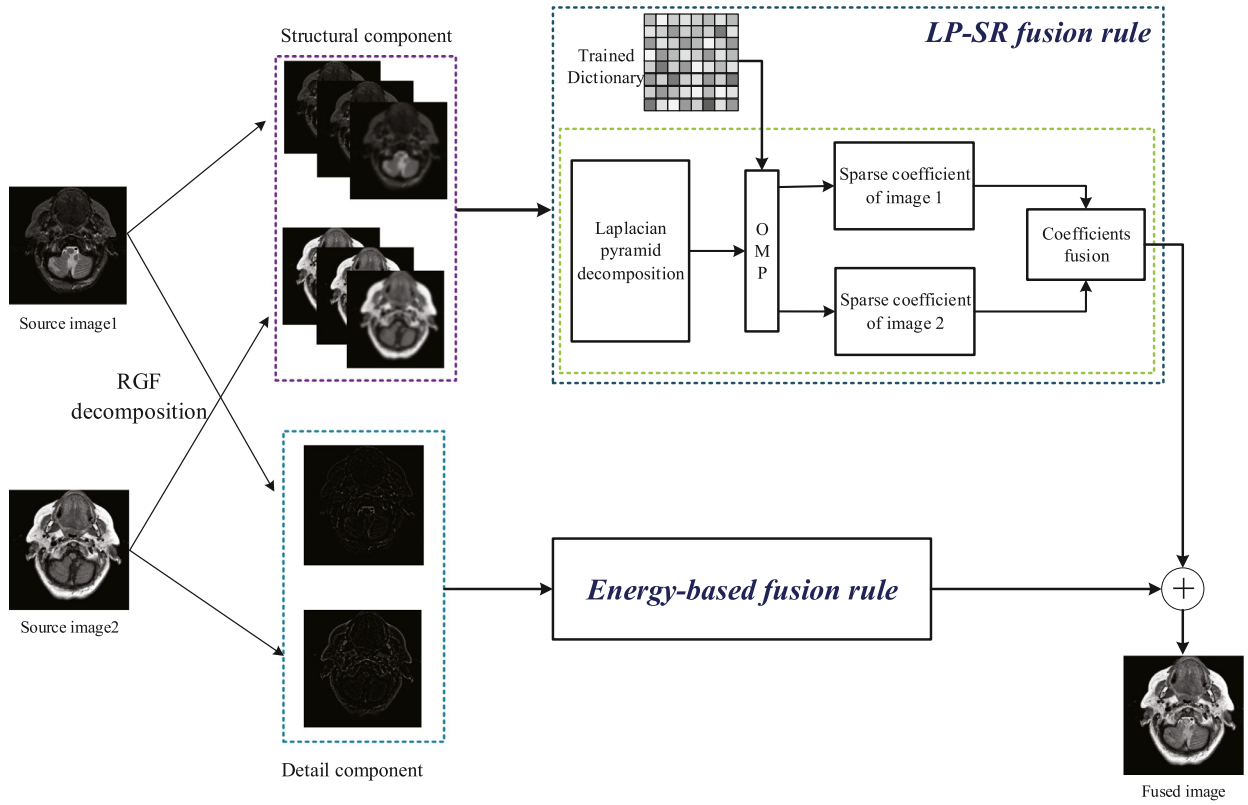 Structural component
LP-SR fusion rule
Trained
Dictionary
Laplacian
pyramid
decomposition
O
M
P
Sparse coefficient
of image 1
Sparse coefficient
of image 2
Coefficients
fusion
Source image1
RGF
decomposition
Source image2
Energy-based fusion rule
+
Detail component
Fused image